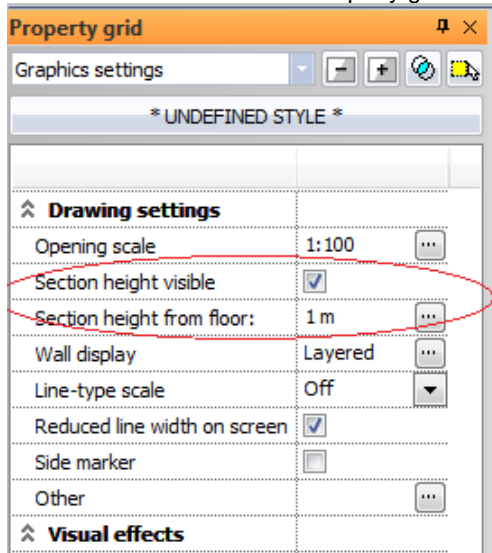 Property grid
Graphics settings
* UNDEFINED STYLE *
Drawing settings
Opening scale 1:100 ...
Section height visible
Section height from floor: 1 m ...
Wall display Layered ...
Line-type scale Off
Reduced line width on screen
Side marker
Other ...
Visual effects